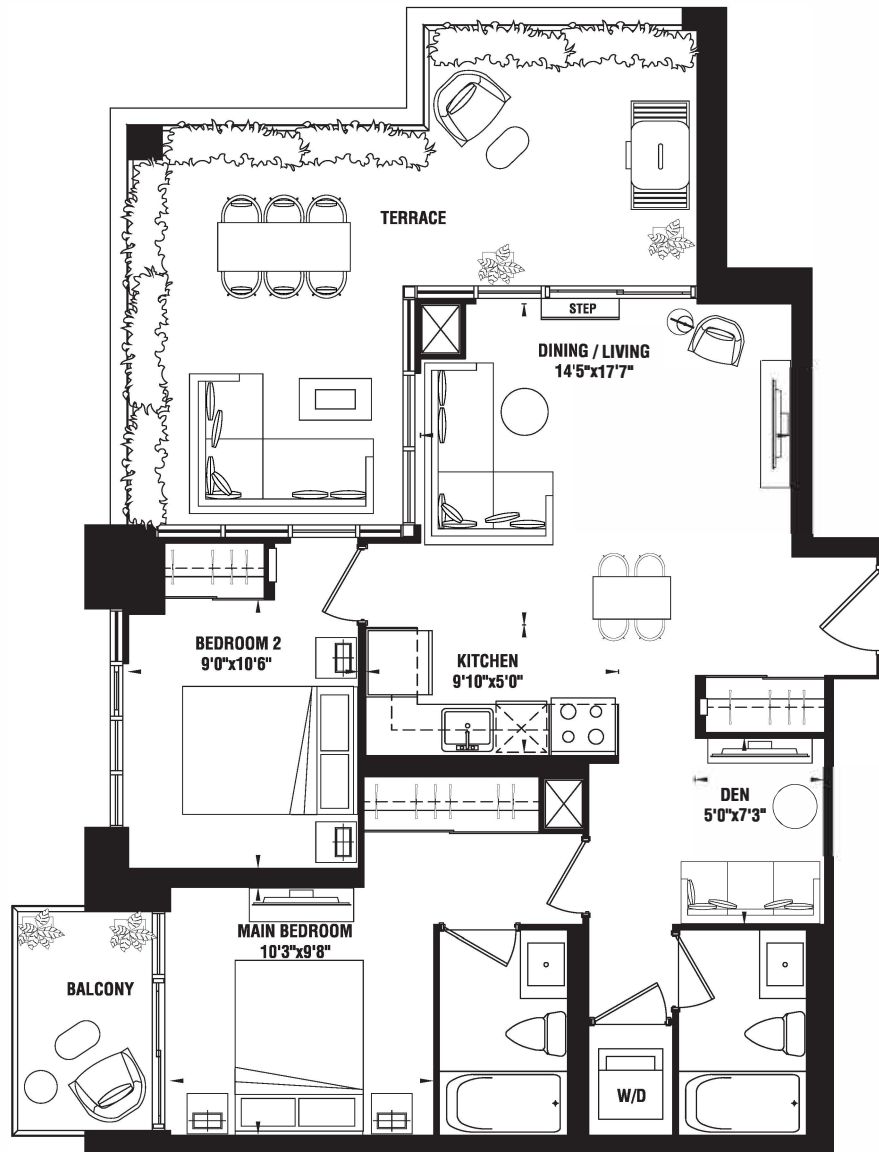 TERRACE
STEP
DINING / LIVING
14'5"x17'7"
BEDROOM 2
9'0"x10'6"
KITCHEN
9'10"x5'0"
DEN
5'0"x7'3"
MAIN BEDROOM
10'3"x9'8"
BALCONY
W/D